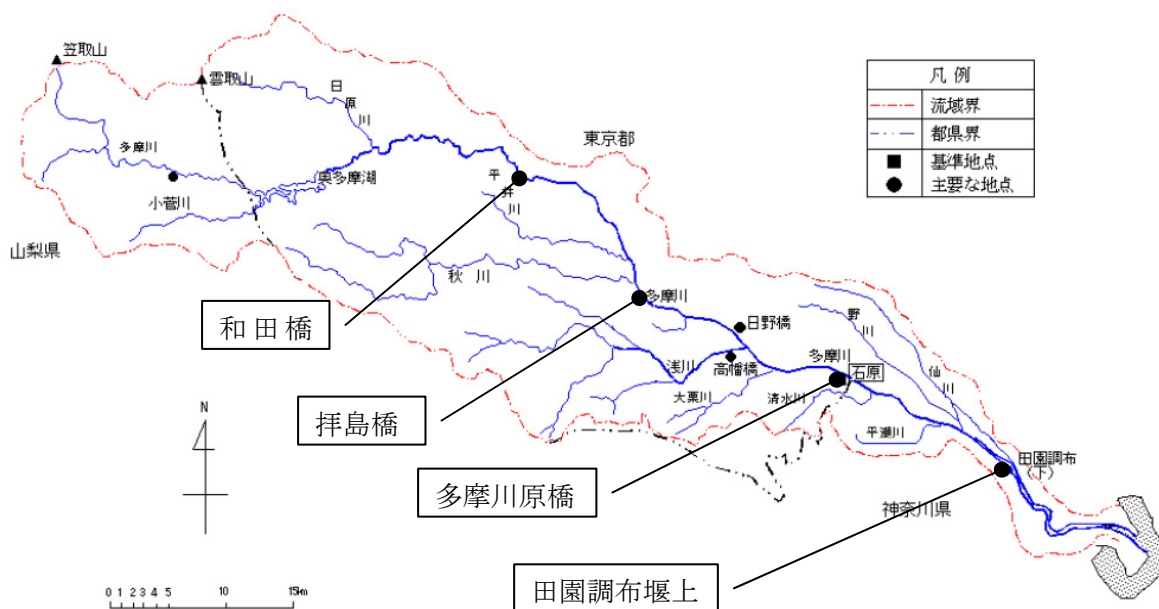 笠取山
雲取山
日原川
東京都
凡例
流域界
都県界
基準地点
主要な地点
多摩川
小菅川
奥多摩湖
平井川
山梨県
秋川
多摩川
和田橋
日野橋
野川
仙川
多摩川
石原
浅川
高幡橋
大栗川
清水川
拝島橋
平瀬川
N
田園調布
(下)
多摩川原橋
神奈川県
田園調布堰上
0 1 2 3 4 5 10 15km